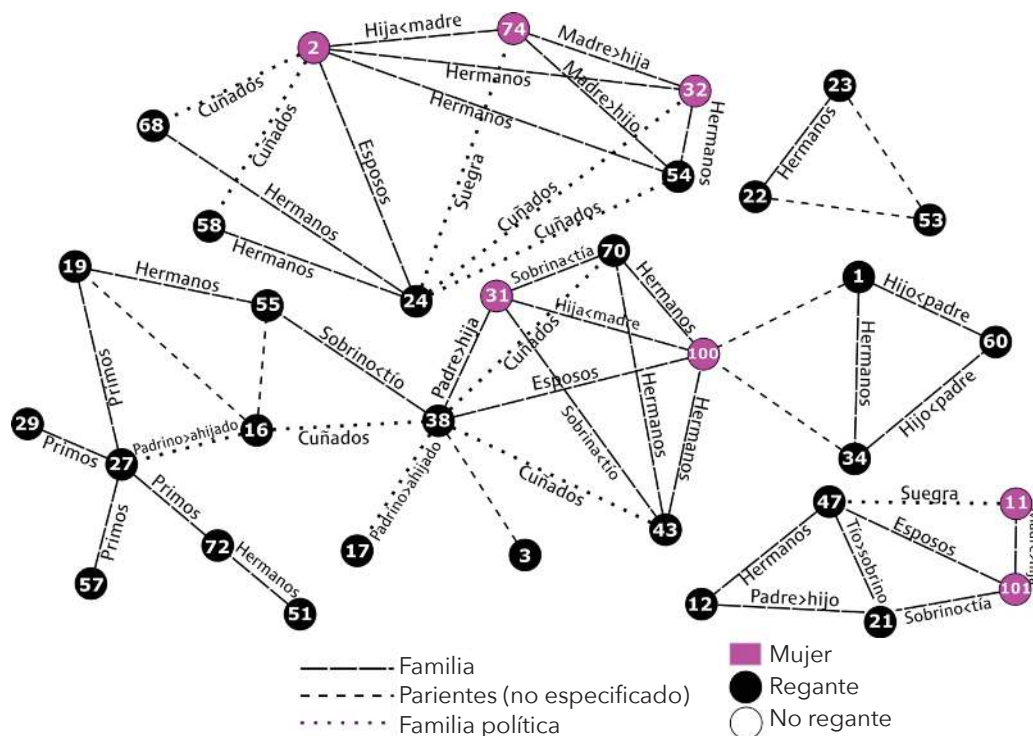 Hija<madre
74
2
Madre>hija
Hermanos
Madre>hijo
32
Cuñados
Hermanos
Hermanos
68
Cuñados
Esposos
Suegra
54
Hermanos
Cuñados
Cuñados
58
Hermanos
24
23
Hermanos
22
53
19
Hermanos
55
Primos
Sobrino<tío
29
Primos
27
Padrino>ahijado
16
Cuñados
Primos
Primos
72
Hermanos
57
51
70
Sobrina<tía
31
Hermanos
Hija<madre
Cuñados
Padre>hija
100
Esposos
38
Sobrina<tío
Hermanos
Hermanos
Padrino>ahijado
Cuñados
17
3
43
1
Hijo<padre
Hermanos
60
Hijo<padre
34
47
Suegra
11
Esposos
Hermanos
Tío>sobrino
101
12
Padre>hijo
21
Sobrino<tía
Familia
Parientes (no especificado)
Familia política
Mujer
Regante
No regante